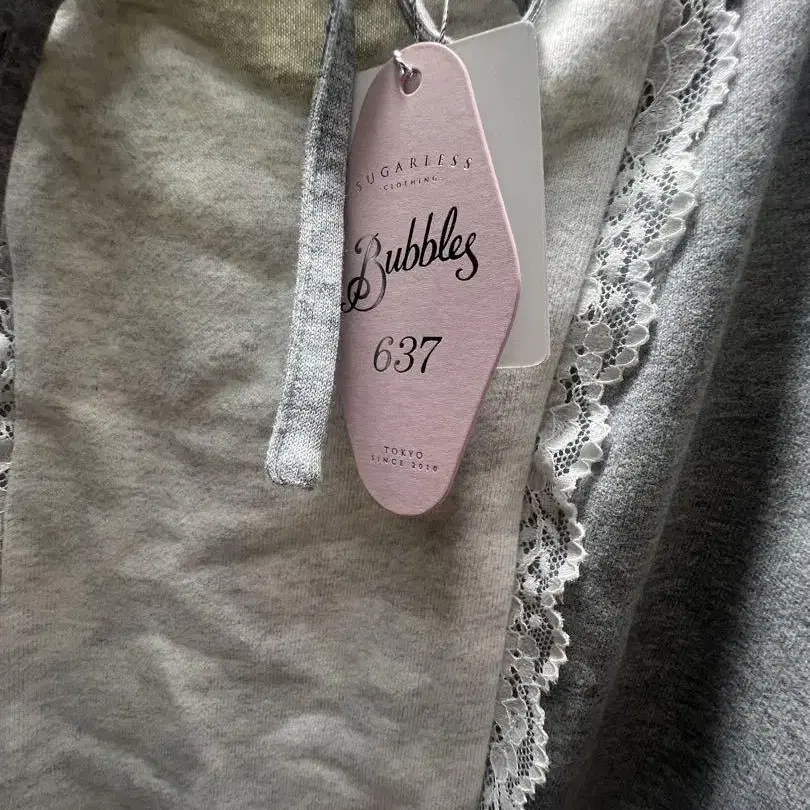 SUGARLESS
CLOTHING
Bubbles
637
TOKYO
SINCE 2010